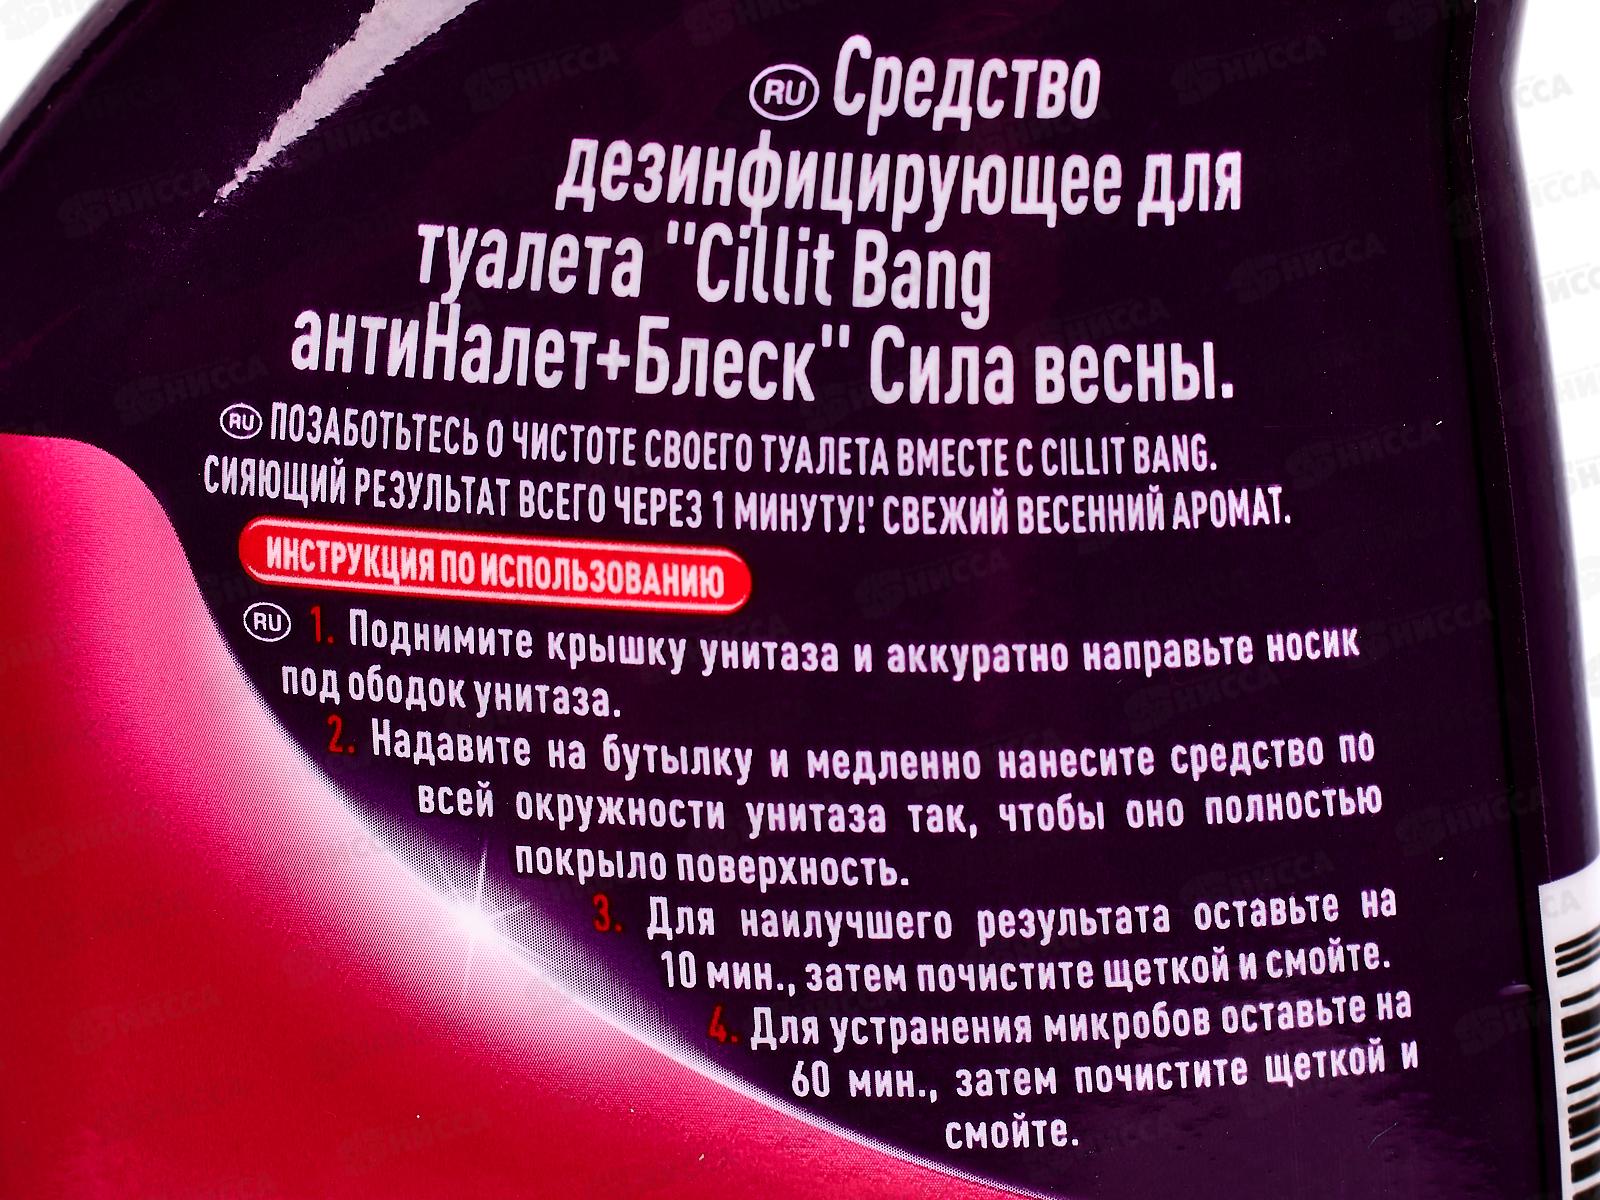 RU Средство
дезинфицирующее для
туалета "Cillit Bang
антиНалет+Блеск" Сила весны.
RU ПОЗАБОТЬТЕСЬ О ЧИСТОТЕ СВОЕГО ТУАЛЕТА ВМЕСТЕ С CILLIT BANG.
СИЯЮЩИЙ РЕЗУЛЬТАТ ВСЕГО ЧЕРЕЗ 1 МИНУТУ!* СВЕЖИЙ ВЕСЕННИЙ АРОМАТ.
ИНСТРУКЦИЯ ПО ИСПОЛЬЗОВАНИЮ
RU 1. Поднимите крышку унитаза и аккуратно направьте носик
под ободок унитаза.
2. Надавите на бутылку и медленно нанесите средство по
всей окружности унитаза так, чтобы оно полностью
покрыло поверхность.
3. Для наилучшего результата оставьте на
10 мин., затем почистите щеткой и смойте.
4. Для устранения микробов оставьте на
60 мин., затем почистите щеткой и
смойте.
НИССА